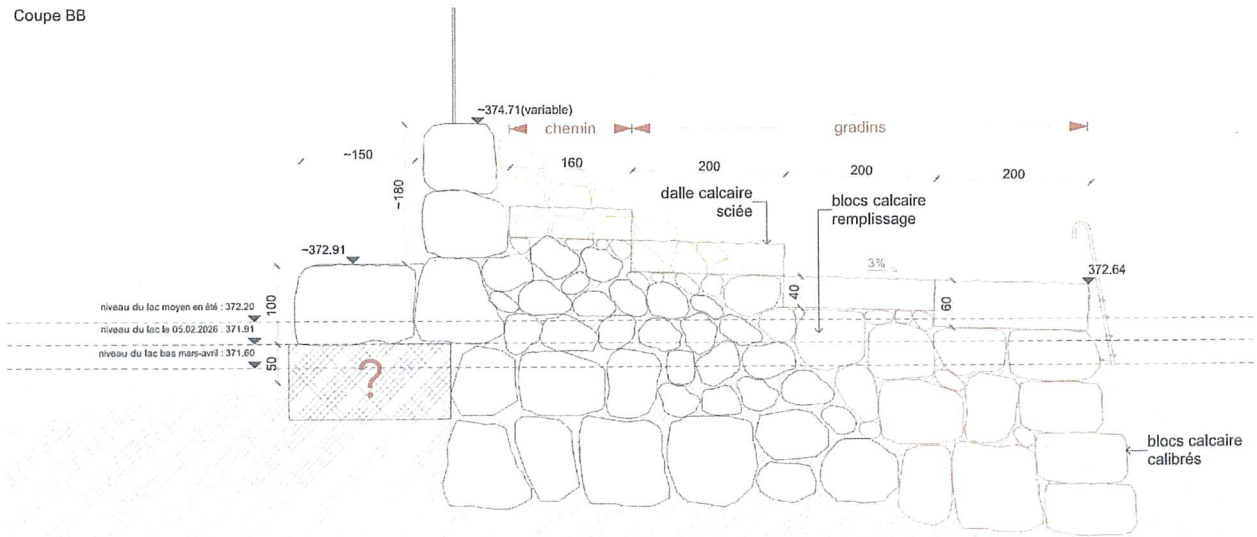 Coupe BB
~374.71(variable)
chemin
gradins
~150
160
200
200
200
~180
dalle calcaire
sciée
blocs calcaire
remplissage
~372.91
3%
372.64
40
60
100
niveau du lac moyen en été : 372.20
niveau du lac le 05.02.2026 : 371.91
niveau du lac bas mars-avril : 371.60
50
?
blocs calcaire
calibrés